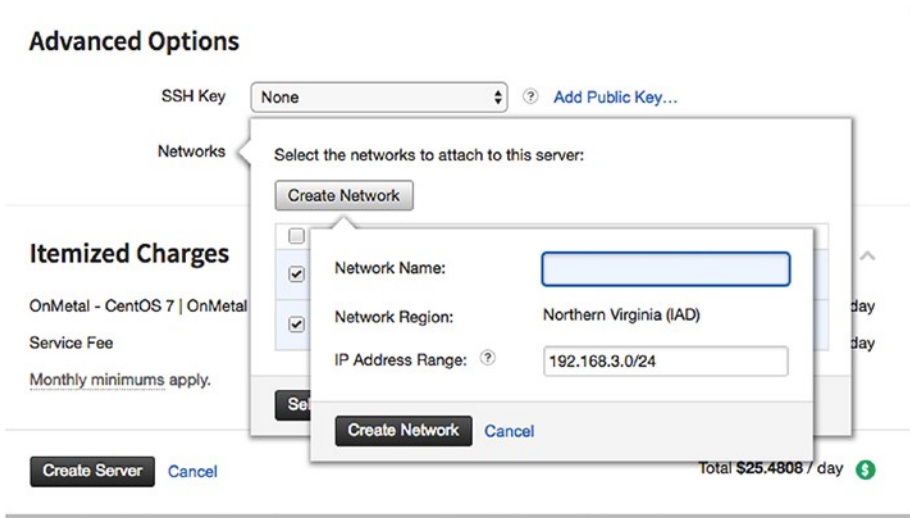 Advanced Options
SSH Key None ? Add Public Key...
Networks
Select the networks to attach to this server:
Create Network
Itemized Charges
Network Name:
OnMetal - CentOS 7 | OnMetal
day
Network Region: Northern Virginia (IAD)
Service Fee
day
IP Address Range: ? 192.168.3.0/24
Monthly minimums apply.
Sel
Create Network Cancel
Create Server Cancel
Total $25.4808 / day $